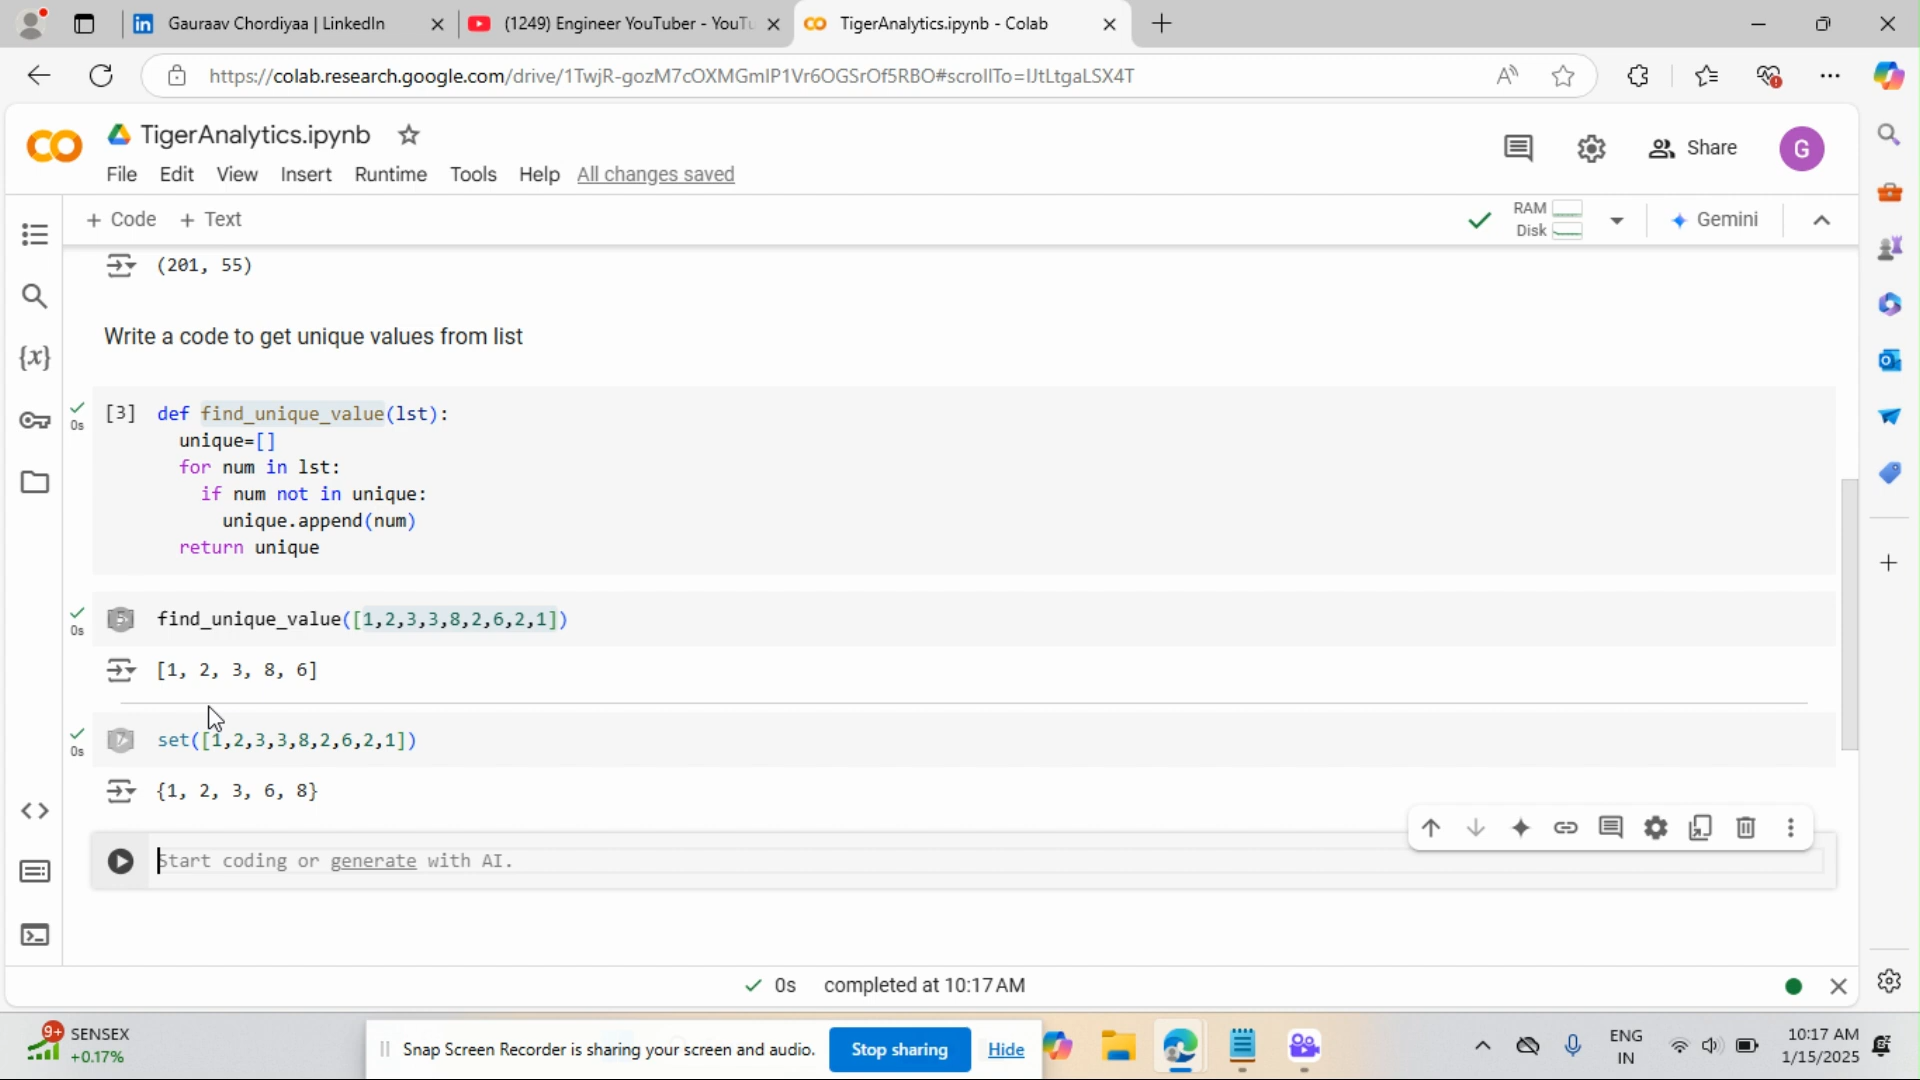 Gauraav Chordiyaa | LinkedIn
(1249) Engineer YouTuber - YouTu
TigerAnalytics.ipynb - Colab
https://colab.research.google.com/drive/1TwjR-gozM7cOXMGmIP1Vr6OGSrOf5RBO#scrollTo=IJtLtgaLSX4T
TigerAnalytics.ipynb
Share
G
File Edit View Insert Runtime Tools Help All changes saved
+ Code + Text
RAM
Disk
Gemini
(201, 55)
Write a code to get unique values from list
[3] def find_unique_value(lst):
0s
unique=[]
for num in lst:
if num not in unique:
unique.append(num)
return unique
find_unique_value([1,2,3,3,8,2,6,2,1])
0s
[1, 2, 3, 8, 6]
set([1,2,3,3,8,2,6,2,1])
0s
{1, 2, 3, 6, 8}
Start coding or generate with AI.
0s completed at 10:17 AM
9+
SENSEX
+0.17%
Snap Screen Recorder is sharing your screen and audio.
Stop sharing
Hide
ENG
IN
10:17 AM
1/15/2025